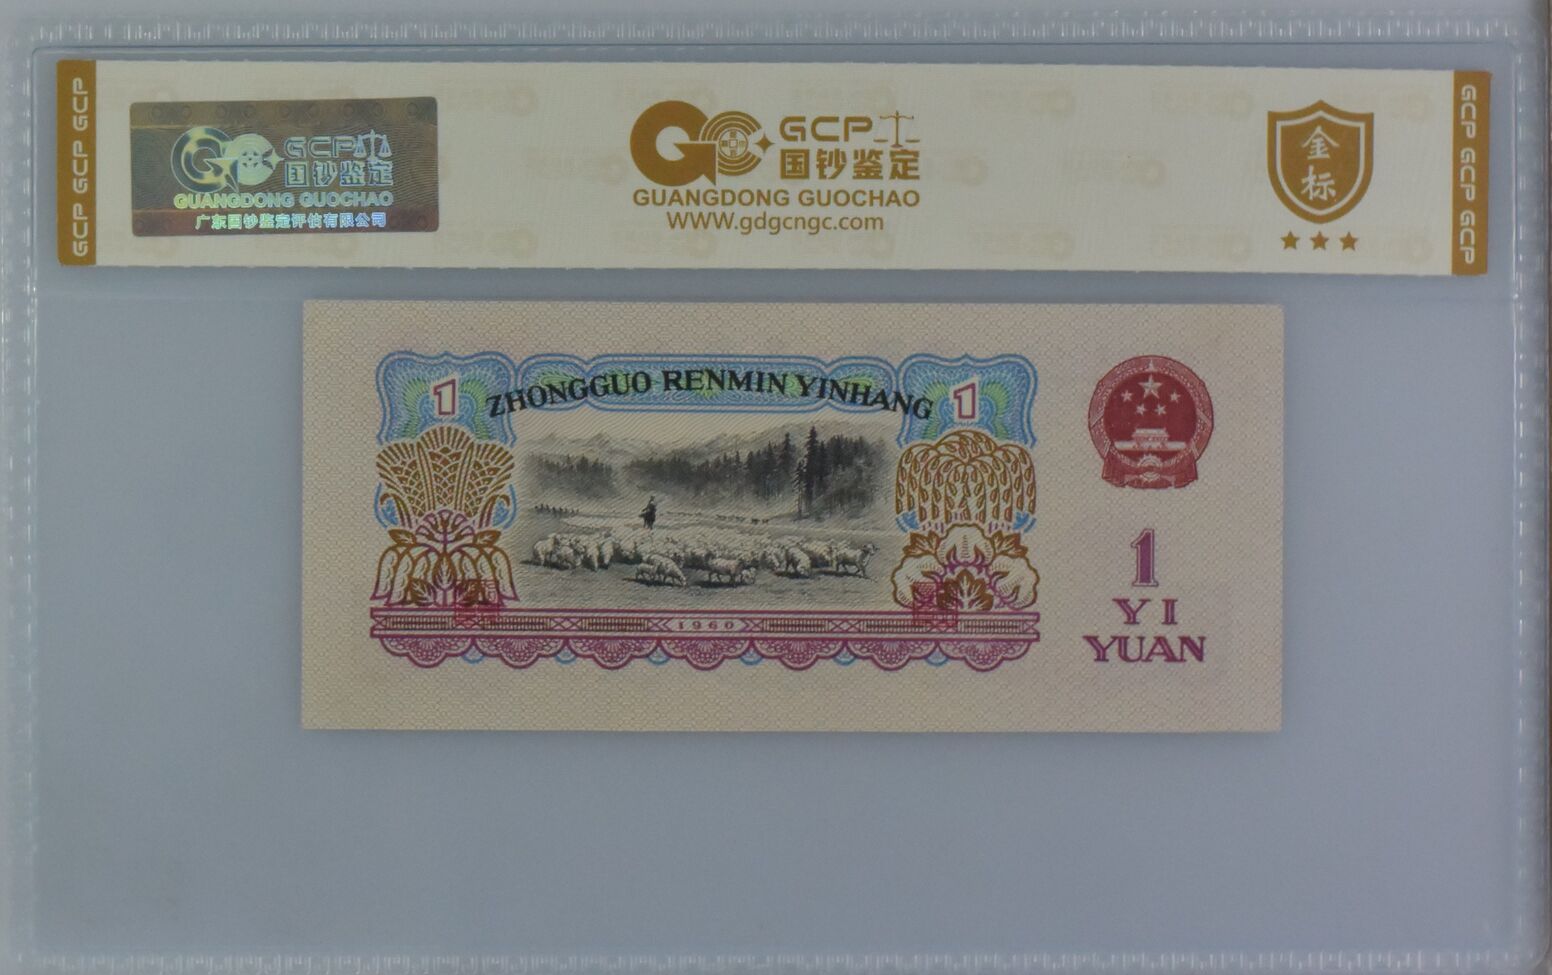 GCP GCP GCP
GCP
国钞鉴定
GUANGDONG GUOCHAO
广东国钞鉴定评估有限公司
GCP
国钞鉴定
GUANGDONG GUOCHAO
WWW.gdgcngc.com
金标
GCP GCP GCP GCP
ZHONGGUO RENMIN YINHANG
1
1
1960
1
YI
YUAN